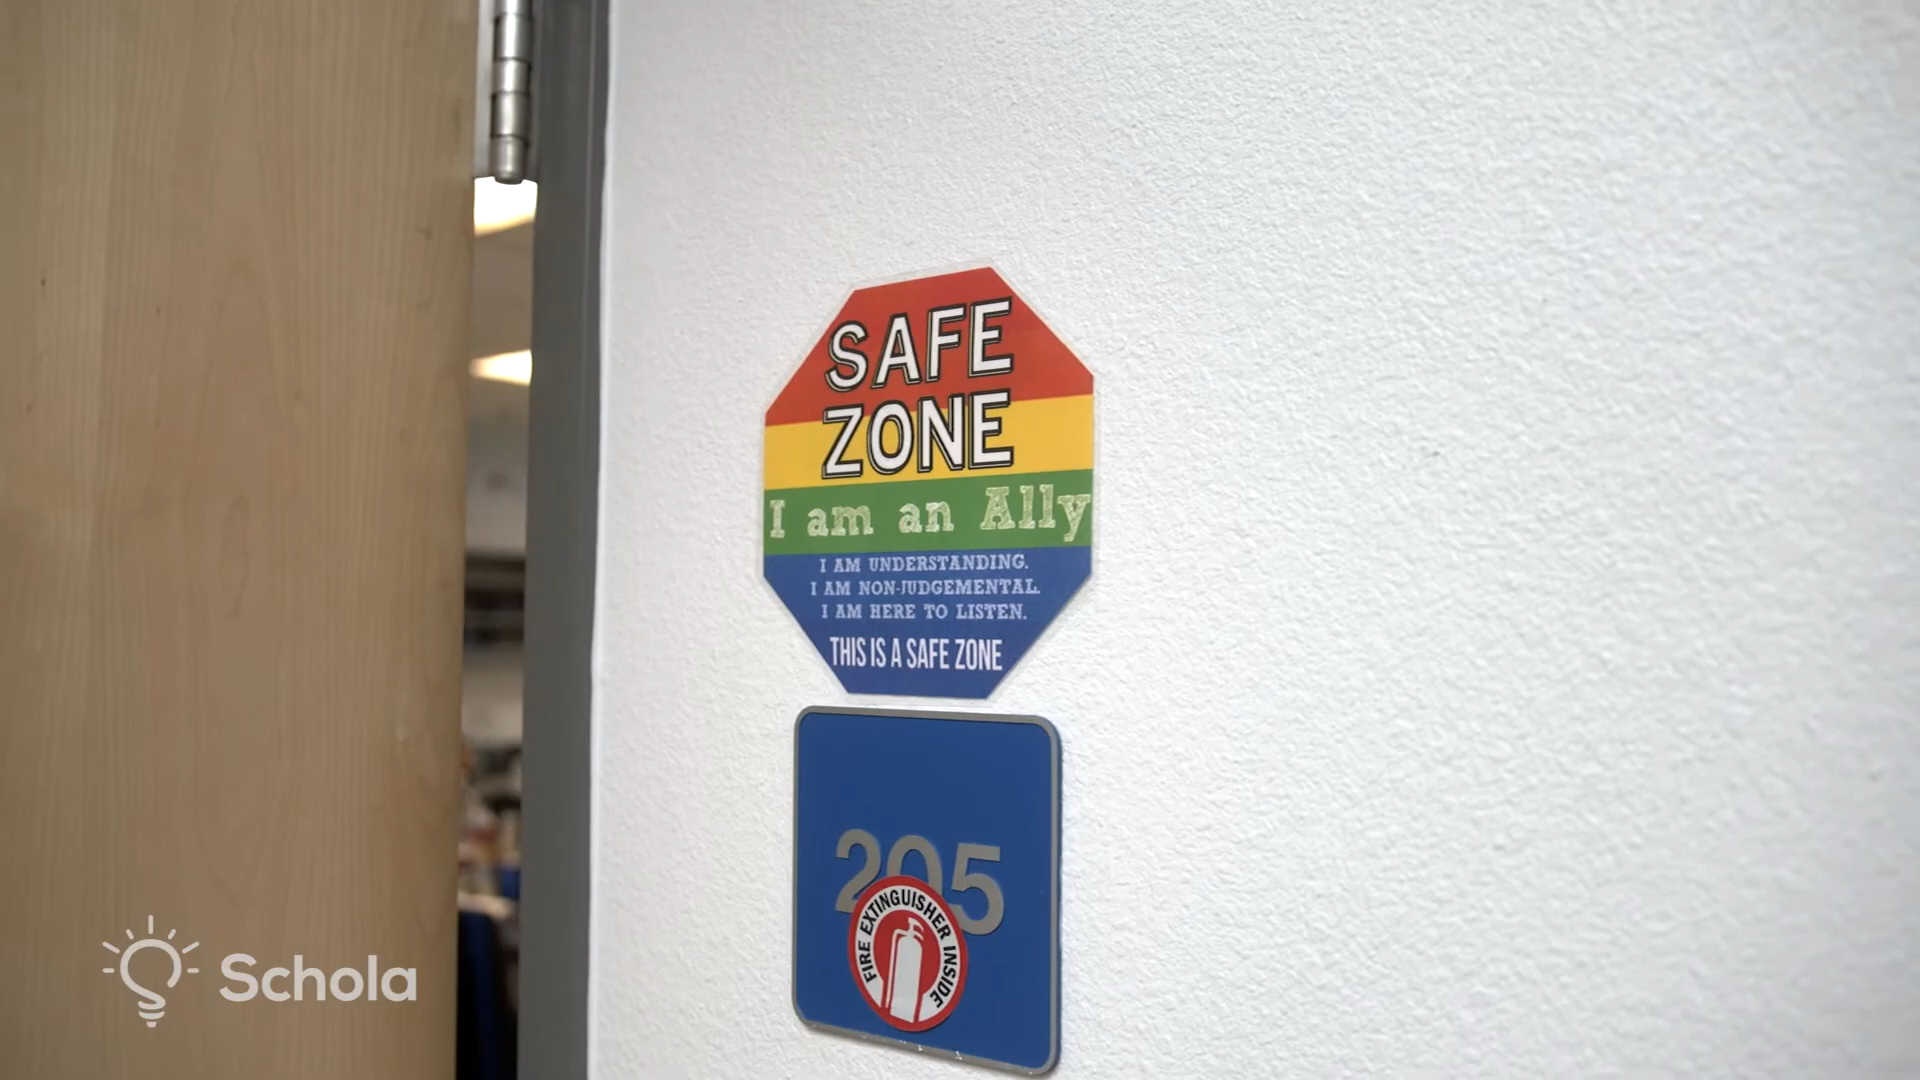 SAFE
ZONE
I am an Ally
I AM UNDERSTANDING.
I AM NON-JUDGEMENTAL.
I AM HERE TO LISTEN.
THIS IS A SAFE ZONE
205
FIRE EXTINGUISHER INSIDE
Schola